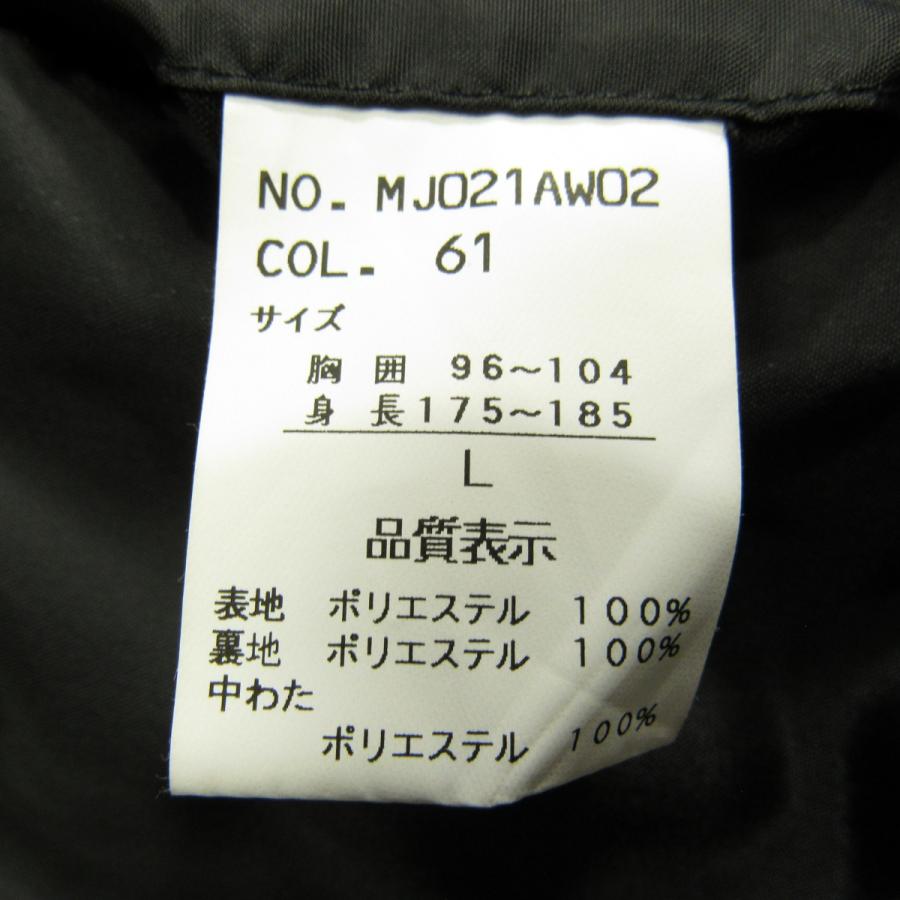 NO. MJO21AW02
COL. 61
サイズ
胸囲 96～104
身長175～185
L
品質表示
表地 ポリエステル 100%
裏地 ポリエステル 100%
中わた
ポリエステル 100%